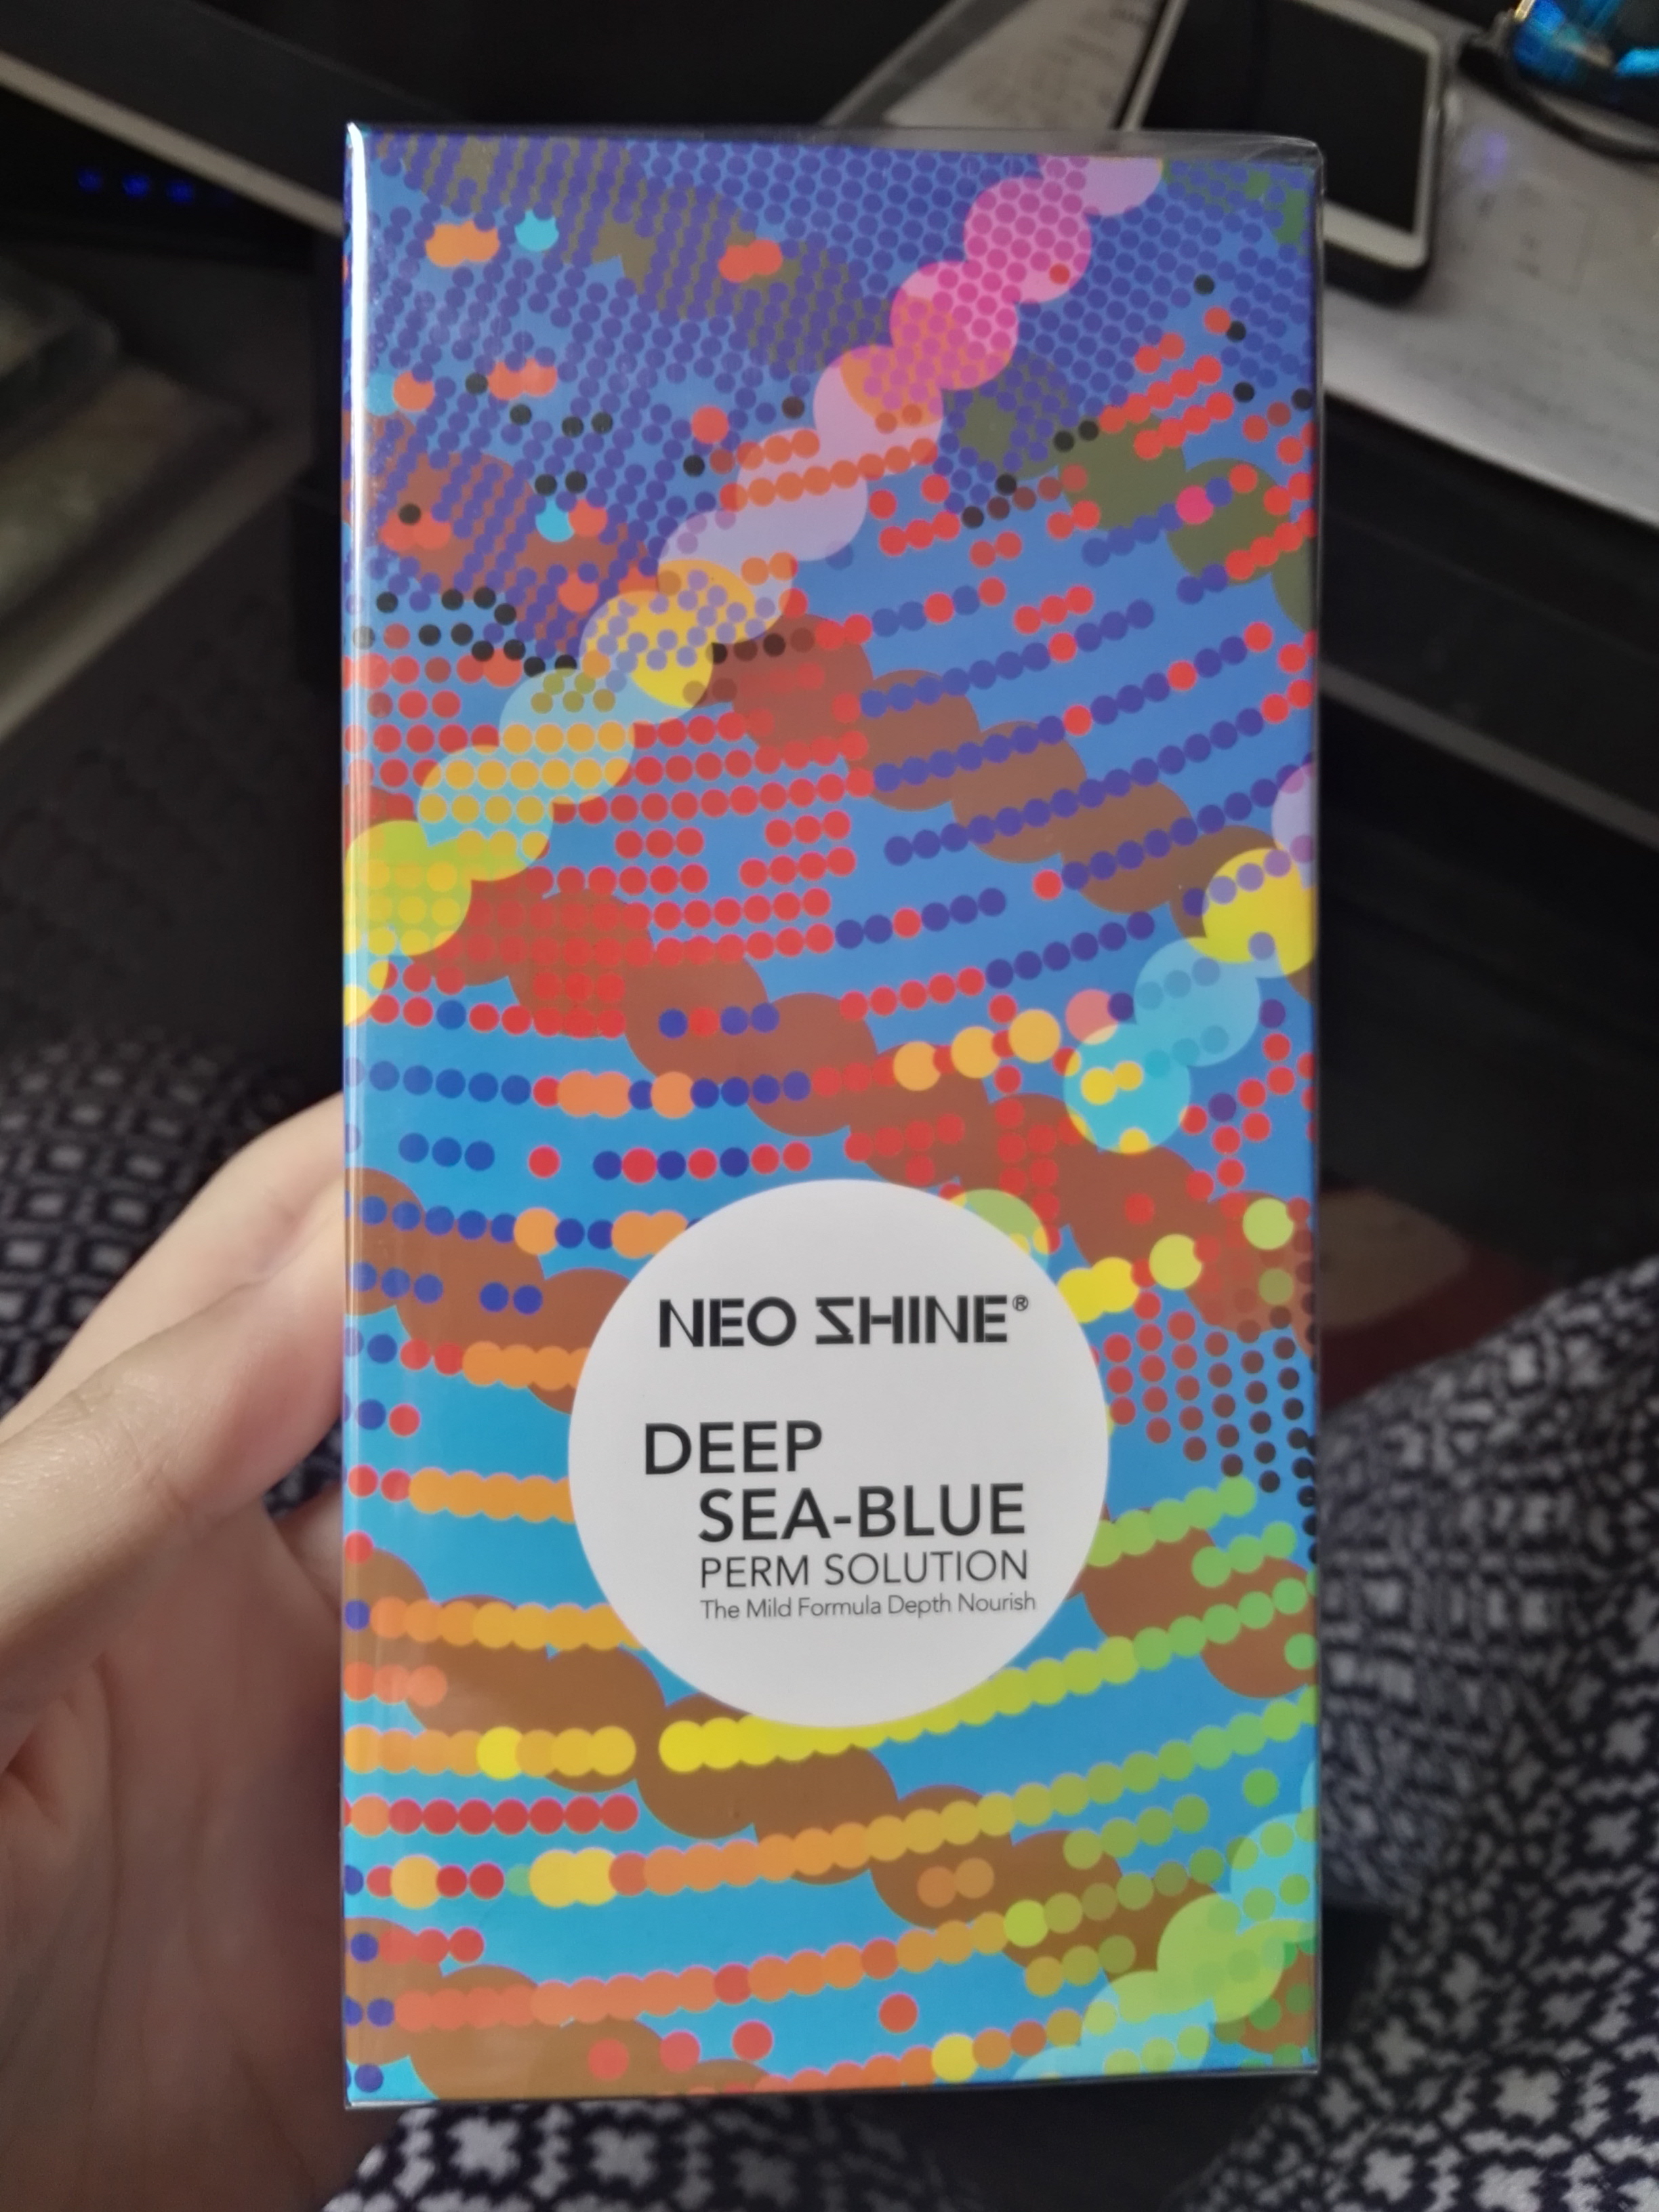 NEO SHINE®
DEEP
SEA-BLUE
PERM SOLUTION
The Mild Formula Depth Nourish